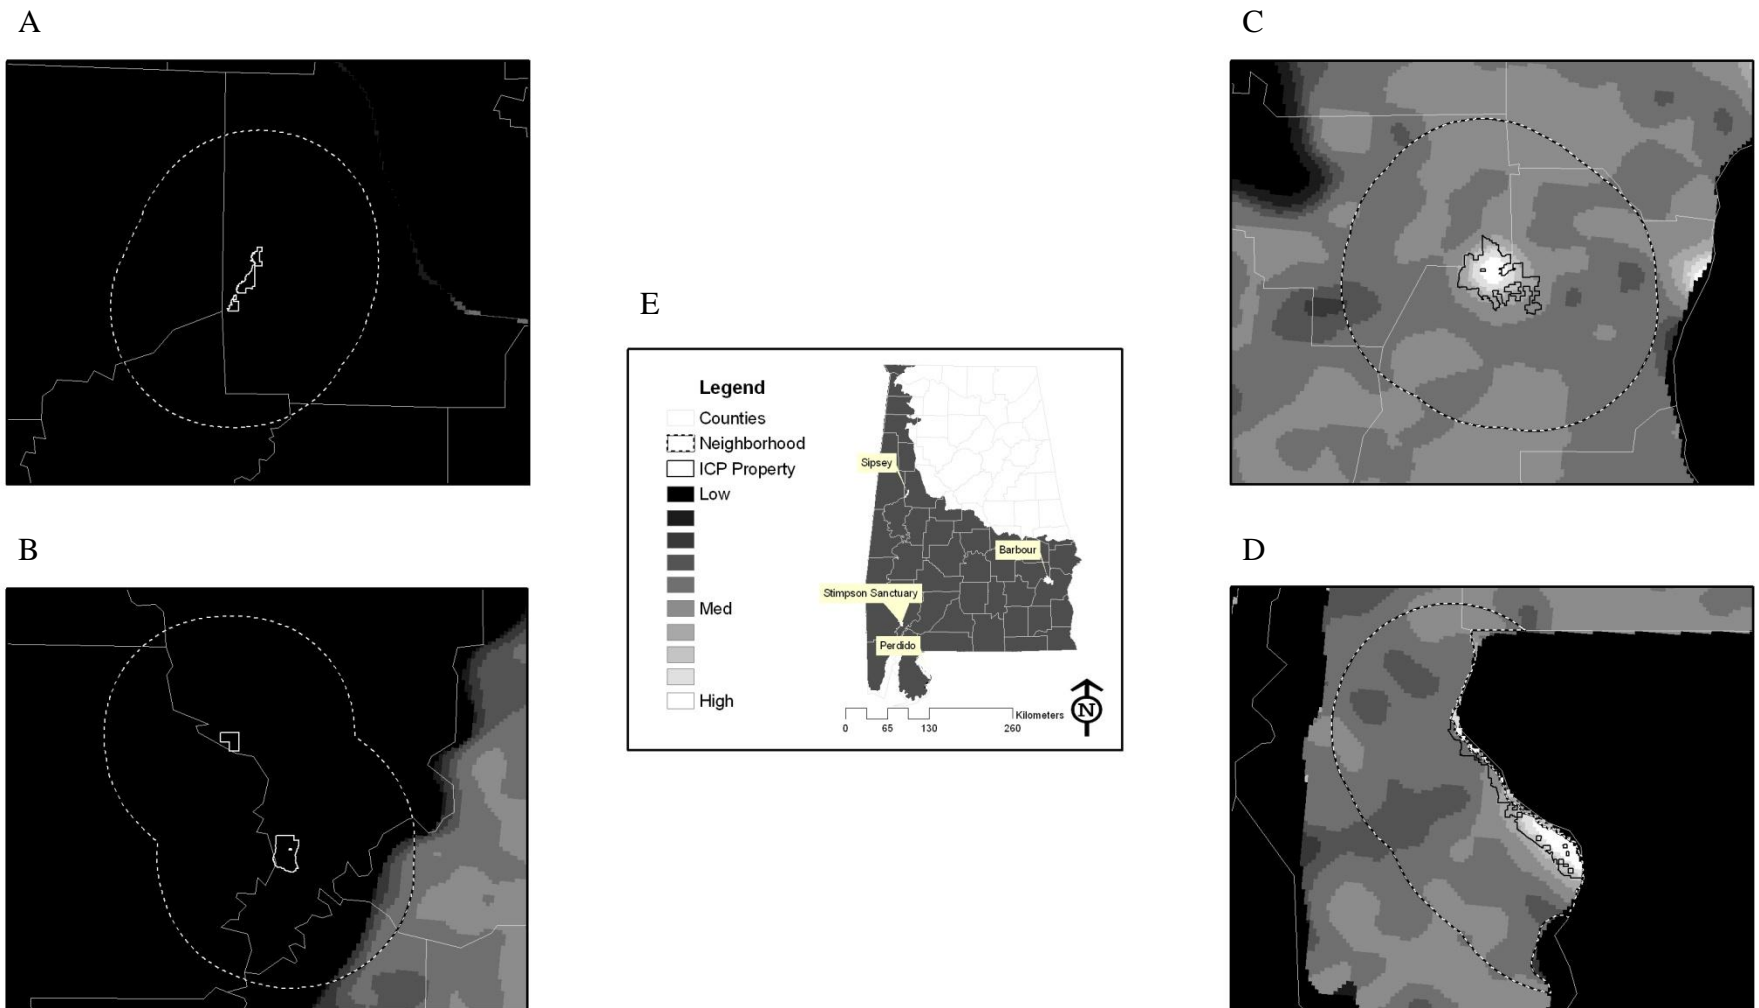 A
C
E
Legend
Counties
Neighborhood
ICP Property
Low
Med
High
Sipsey
Barbour
Stimpson Sanctuary
Perdido
N
Kilometers
0 65 130 260
B
D